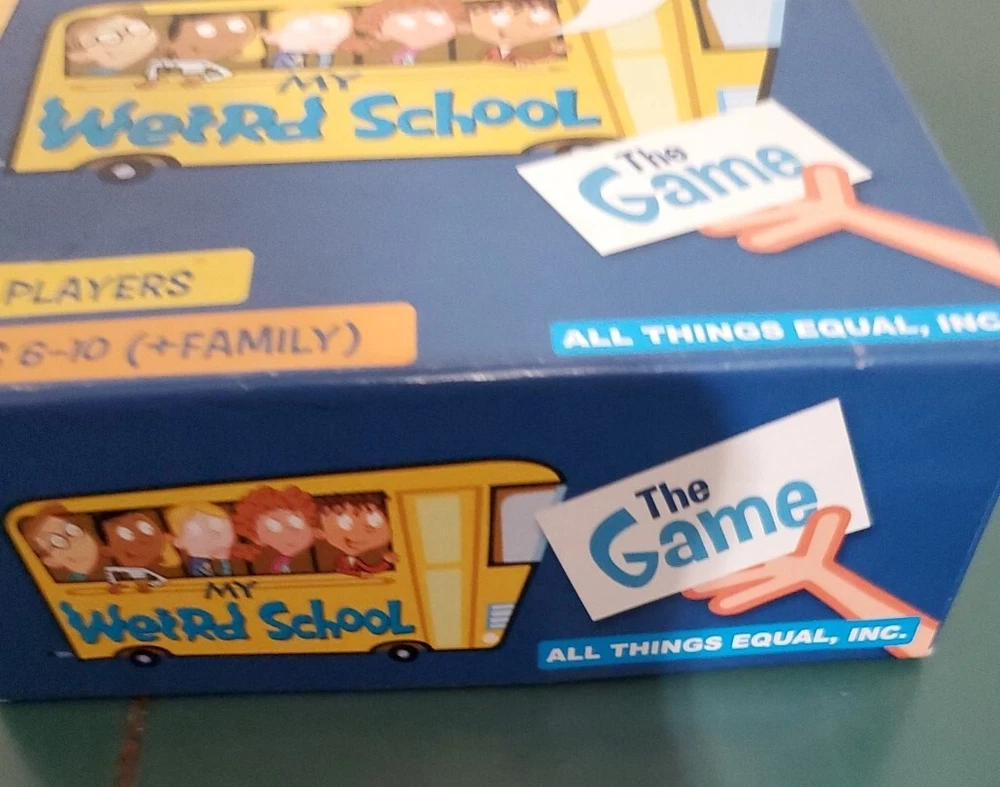 MY
WeIRd School
The
Game
PLAYERS
6-10 (+FAMILY)
ALL THINGS EQUAL, INC
MY
WeIRd School
The
Game
ALL THINGS EQUAL, INC.